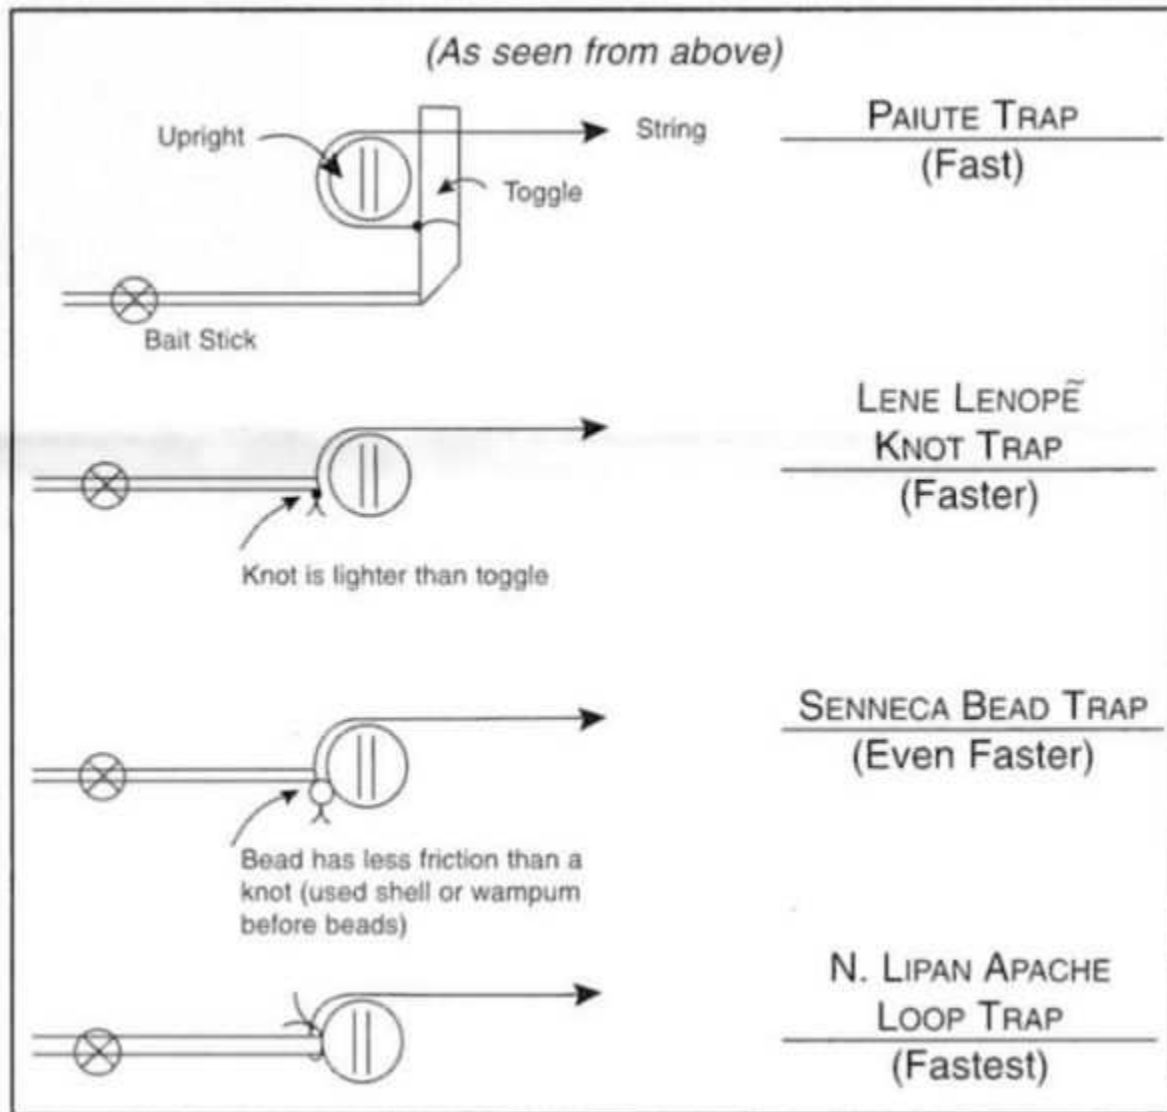 (As seen from above)
Upright
String
Toggle
Bait Stick
PAIUTE TRAP
(Fast)
LENE LENOPẼ
KNOT TRAP
(Faster)
Knot is lighter than toggle
SENNECA BEAD TRAP
(Even Faster)
Bead has less friction than a
knot (used shell or wampum
before beads)
N. LIPAN APACHE
LOOP TRAP
(Fastest)